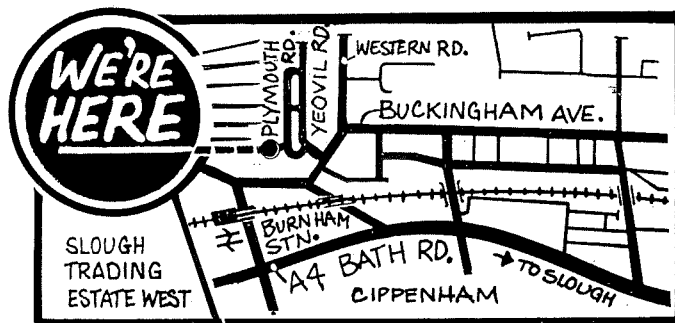 WE'RE
HERE
PLYMOUTH
RD.
YEOVIL RD.
WESTERN RD.
BUCKINGHAM AVE.
BURNHAM
STN.
SLOUGH
TRADING
ESTATE WEST
A4 BATH RD.
CIPPENHAM
TO SLOUGH